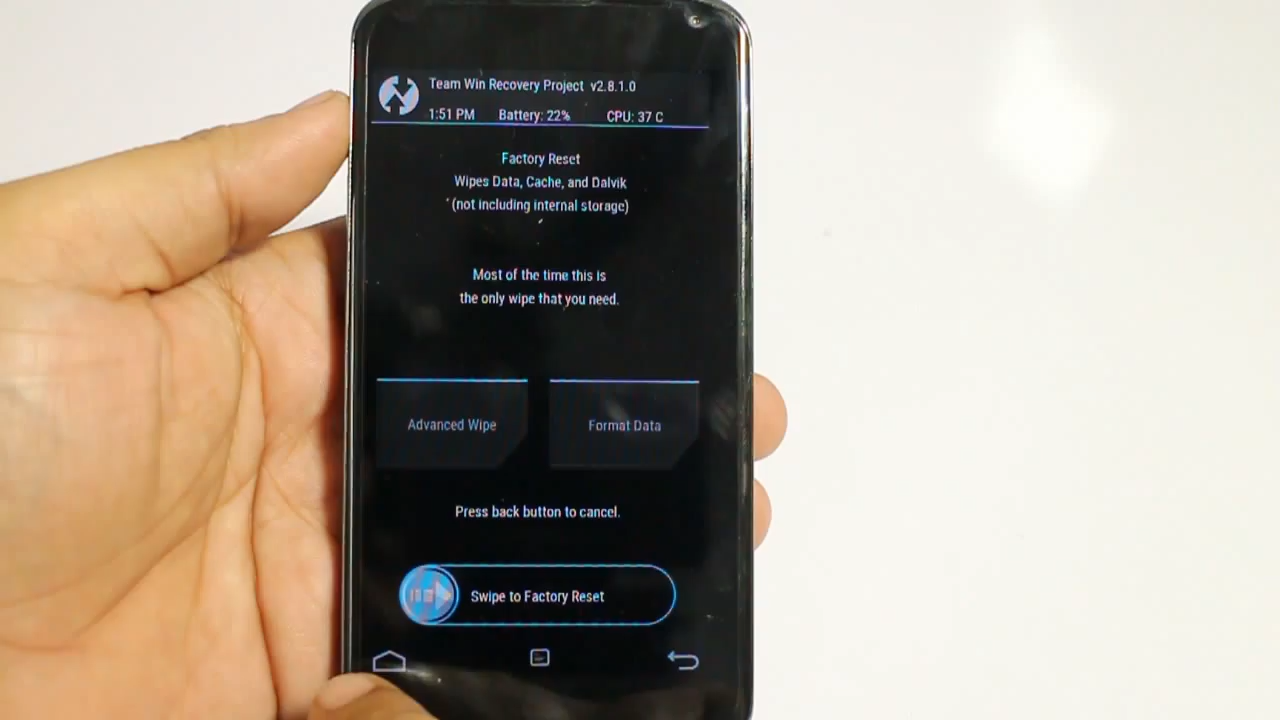 Team Win Recovery Project v2.8.1.0
1:51 PM Battery: 22% CPU: 37 C
Factory Reset
Wipes Data, Cache, and Dalvik
(not including internal storage)
Most of the time this is
the only wipe that you need.
Advanced Wipe
Format Data
Press back button to cancel.
Swipe to Factory Reset